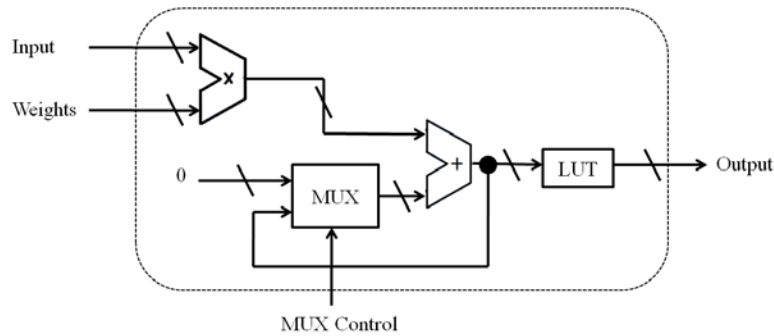 Input
×
Weights
+
0
MUX
LUT
Output
MUX Control